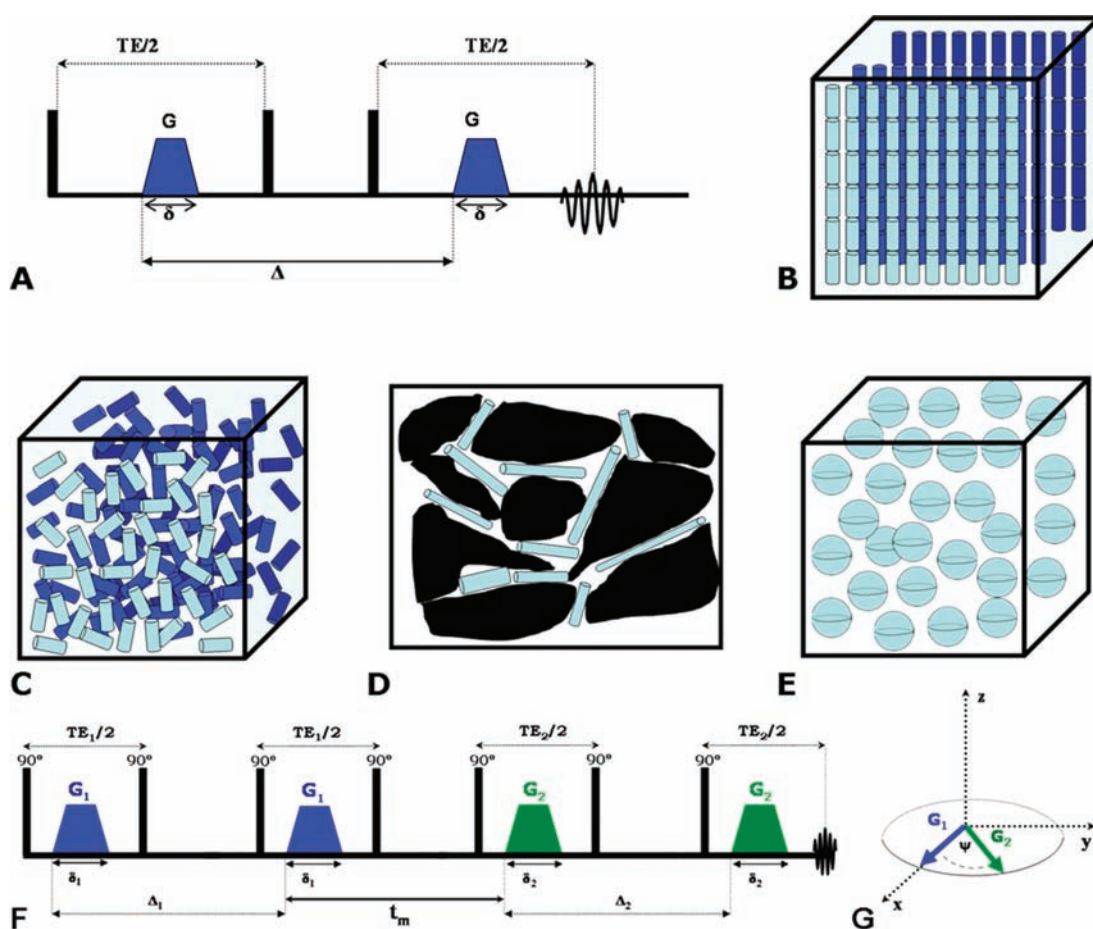 TE/2 TE/2
G G
δ δ
Δ
A
B
C
D
E
TE₁/2 TE₁/2 TE₂/2 TE₂/2
90° 90° 90° 90° 90° 90° 90°
G₁ G₁ G₂ G₂
δ₁ δ₁ δ₂ δ₂
Δ₁ tₘ Δ₂
F
z
G₁ ψ G₂ y
x
G